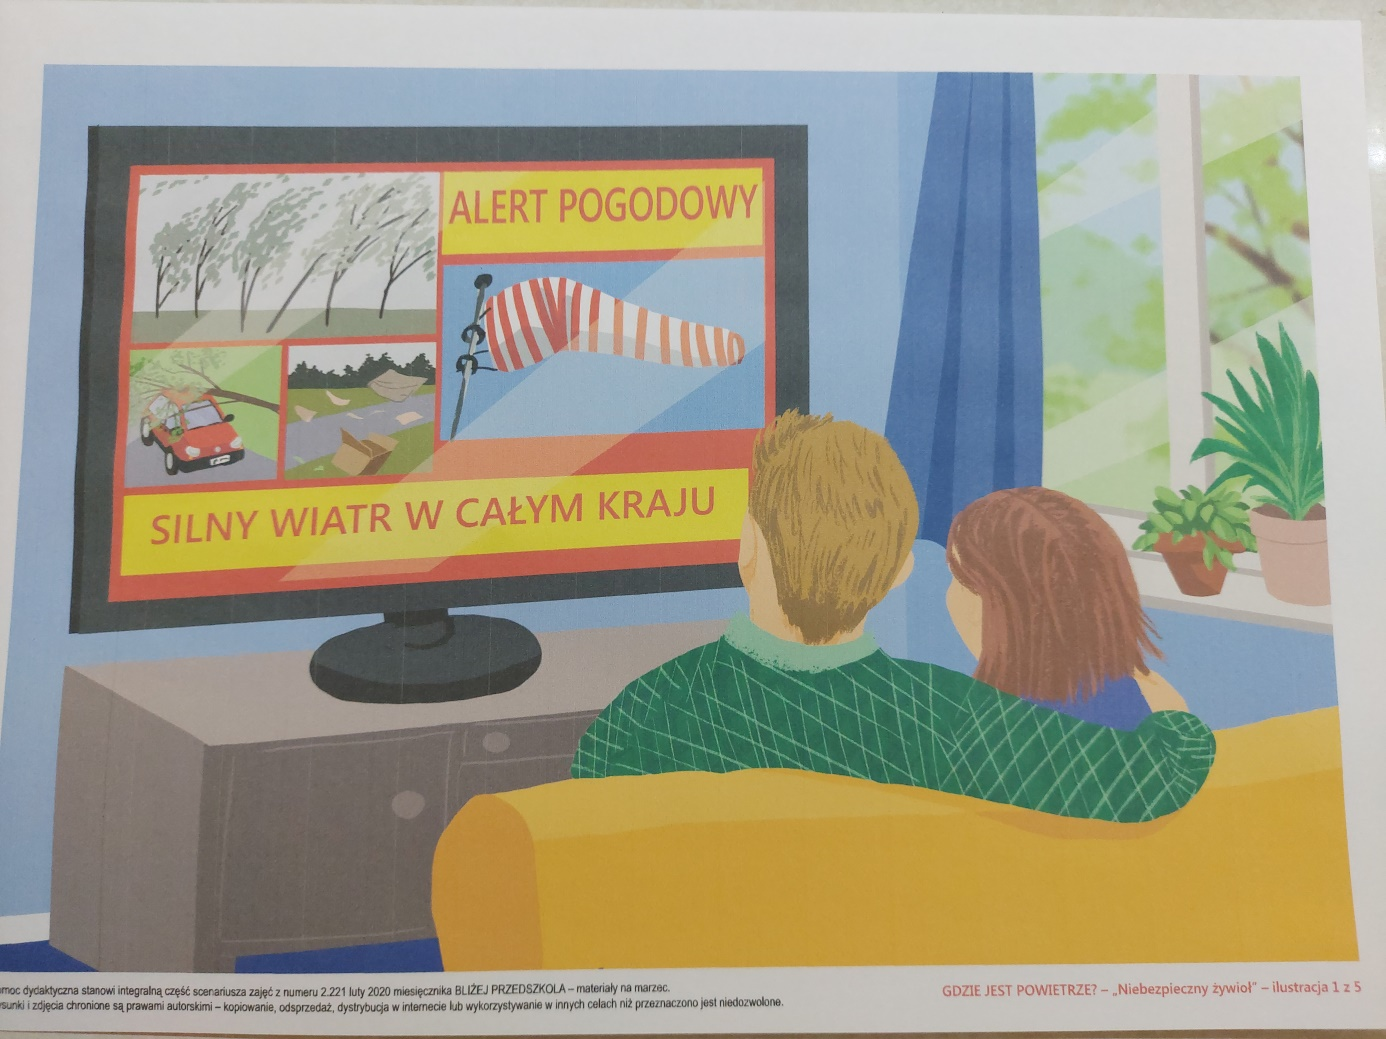 ALERT POGODOWY
SILNY WIATR W CAŁYM KRAJU
dydaktyczna stanowi integralną część scenariusza zajęć z numeru 2.221 luty 2020 miesięcznika BLIŻEJ PRZEDSZKOLA – materiały na marzec.
i zdjęcia chronione są prawami autorskimi – kopiowanie, odsprzedaż, dystrybucja w internecie lub wykorzystywanie w innych celach niż przeznaczono jest niedozwolone.
GDZIE JEST POWIETRZE? – „Niebezpieczny żywioł” – ilustracja 1 z 5